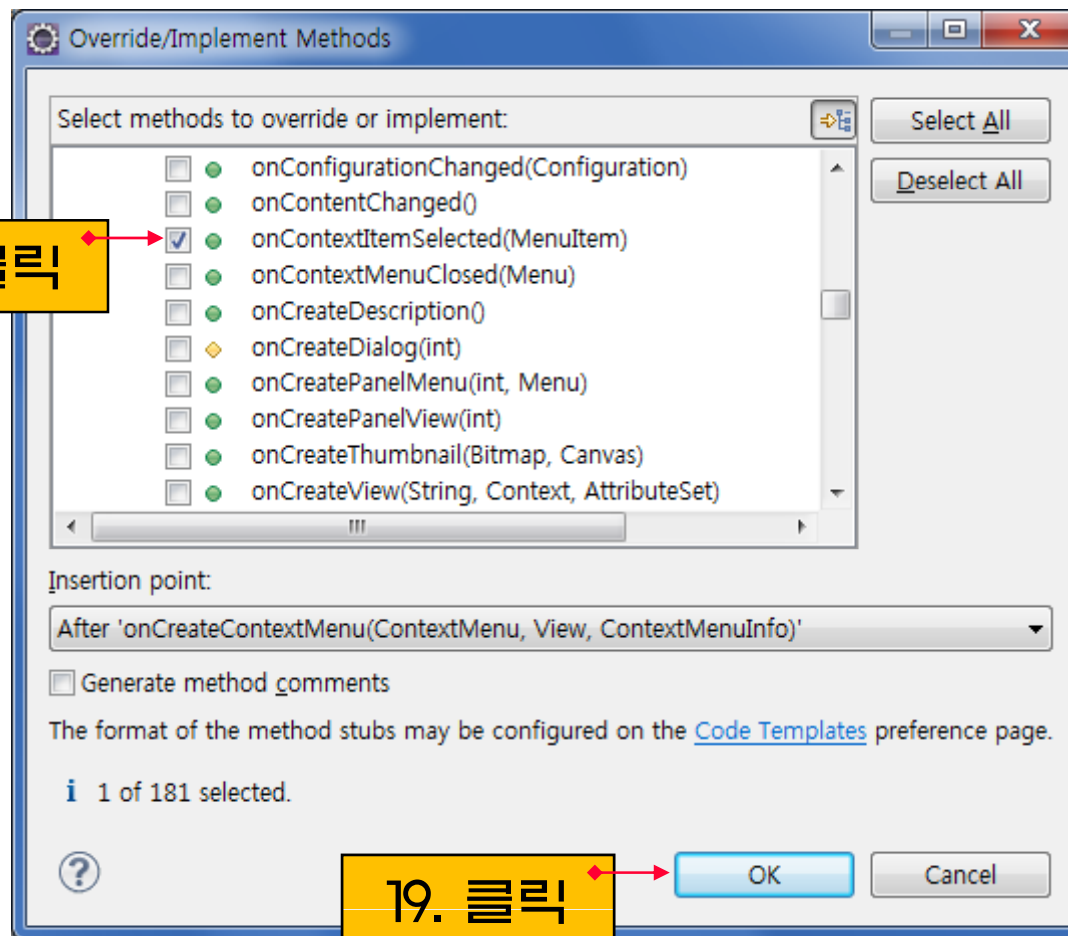 Override/Implement Methods
Select methods to override or implement:
Select All
Deselect All
onConfigurationChanged(Configuration)
onContentChanged()
onContextItemSelected(MenuItem)
클릭
onContextMenuClosed(Menu)
onCreateDescription()
onCreateDialog(int)
onCreatePanelMenu(int, Menu)
onCreatePanelView(int)
onCreateThumbnail(Bitmap, Canvas)
onCreateView(String, Context, AttributeSet)
Insertion point:
After 'onCreateContextMenu(ContextMenu, View, ContextMenuInfo)'
Generate method comments
The format of the method stubs may be configured on the Code Templates preference page.
i 1 of 181 selected.
?
19. 클릭
OK
Cancel